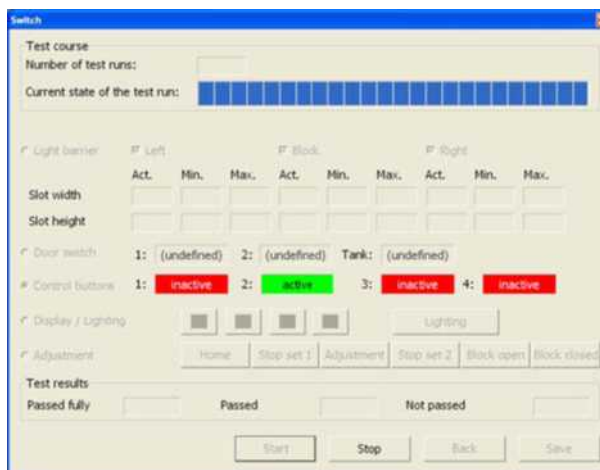 Switch
Test course
Number of test runs:
Current state of the test run:
Light barrier Left Block Right
Act. Min. Max. Act. Min. Max. Act. Min. Max.
Slot width
Slot height
Door switch 1: (undefined) 2: (undefined) Tank: (undefined)
Control buttons 1: inactive 2: active 3: inactive 4: inactive
Display / Lighting Lighting
Adjustment Home Stop set 1 Adjustment Stop set 2 Block open Block closed
Test results
Passed fully Passed Not passed
Start Stop Back Save